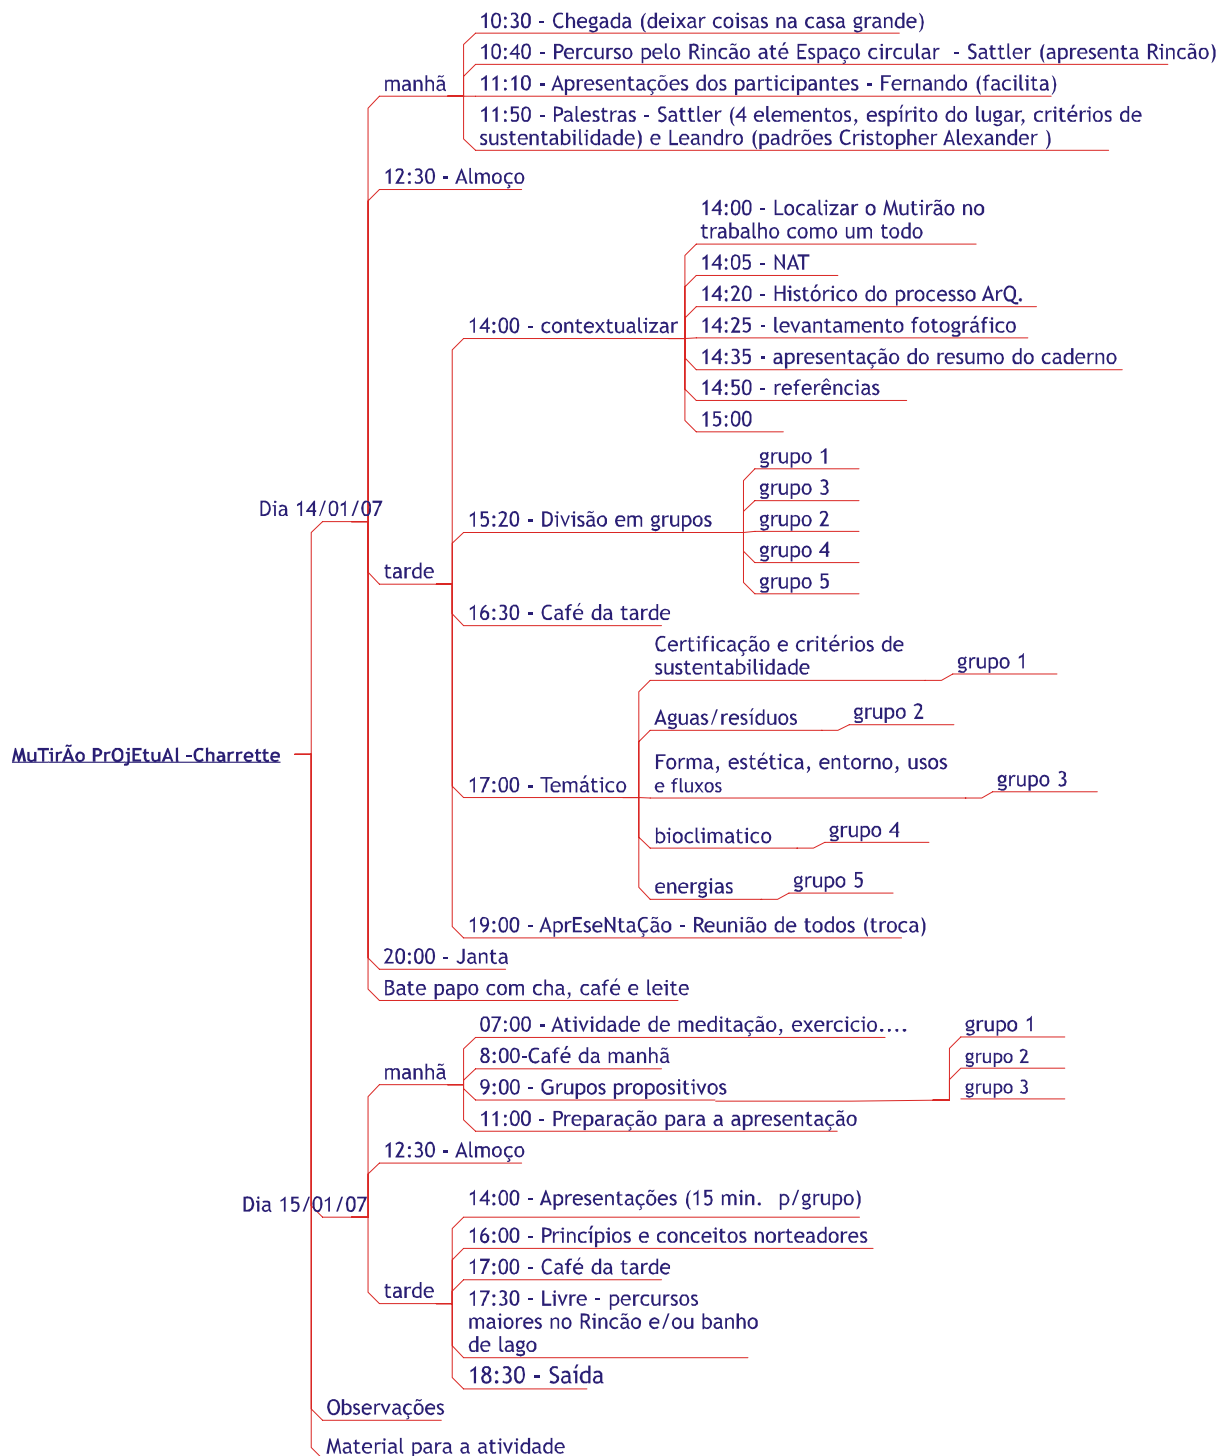 MuTirÃo PrOjEtuAl -Charrette
Dia 14/01/07
manhã
10:30 - Chegada (deixar coisas na casa grande)
10:40 - Percurso pelo Rincão até Espaço circular - Sattler (apresenta Rincão)
11:10 - Apresentações dos participantes - Fernando (facilita)
11:50 - Palestras - Sattler (4 elementos, espírito do lugar, critérios de
sustentabilidade) e Leandro (padrões Cristopher Alexander )
12:30 - Almoço
tarde
14:00 - contextualizar
14:00 - Localizar o Mutirão no
trabalho como um todo
14:05 - NAT
14:20 - Histórico do processo ArQ.
14:25 - levantamento fotográfico
14:35 - apresentação do resumo do caderno
14:50 - referências
15:00
15:20 - Divisão em grupos
grupo 1
grupo 3
grupo 2
grupo 4
grupo 5
16:30 - Café da tarde
17:00 - Temático
Certificação e critérios de
sustentabilidade
grupo 1
Aguas/resíduos
grupo 2
Forma, estética, entorno, usos
e fluxos
grupo 3
bioclimatico
grupo 4
energias
grupo 5
19:00 - AprEseNtaÇão - Reunião de todos (troca)
20:00 - Janta
Bate papo com cha, café e leite
Dia 15/01/07
manhã
07:00 - Atividade de meditação, exercicio....
8:00-Café da manhã
9:00 - Grupos propositivos
grupo 1
grupo 2
grupo 3
11:00 - Preparação para a apresentação
12:30 - Almoço
tarde
14:00 - Apresentações (15 min. p/grupo)
16:00 - Princípios e conceitos norteadores
17:00 - Café da tarde
17:30 - Livre - percursos
maiores no Rincão e/ou banho
de lago
18:30 - Saída
Observações
Material para a atividade